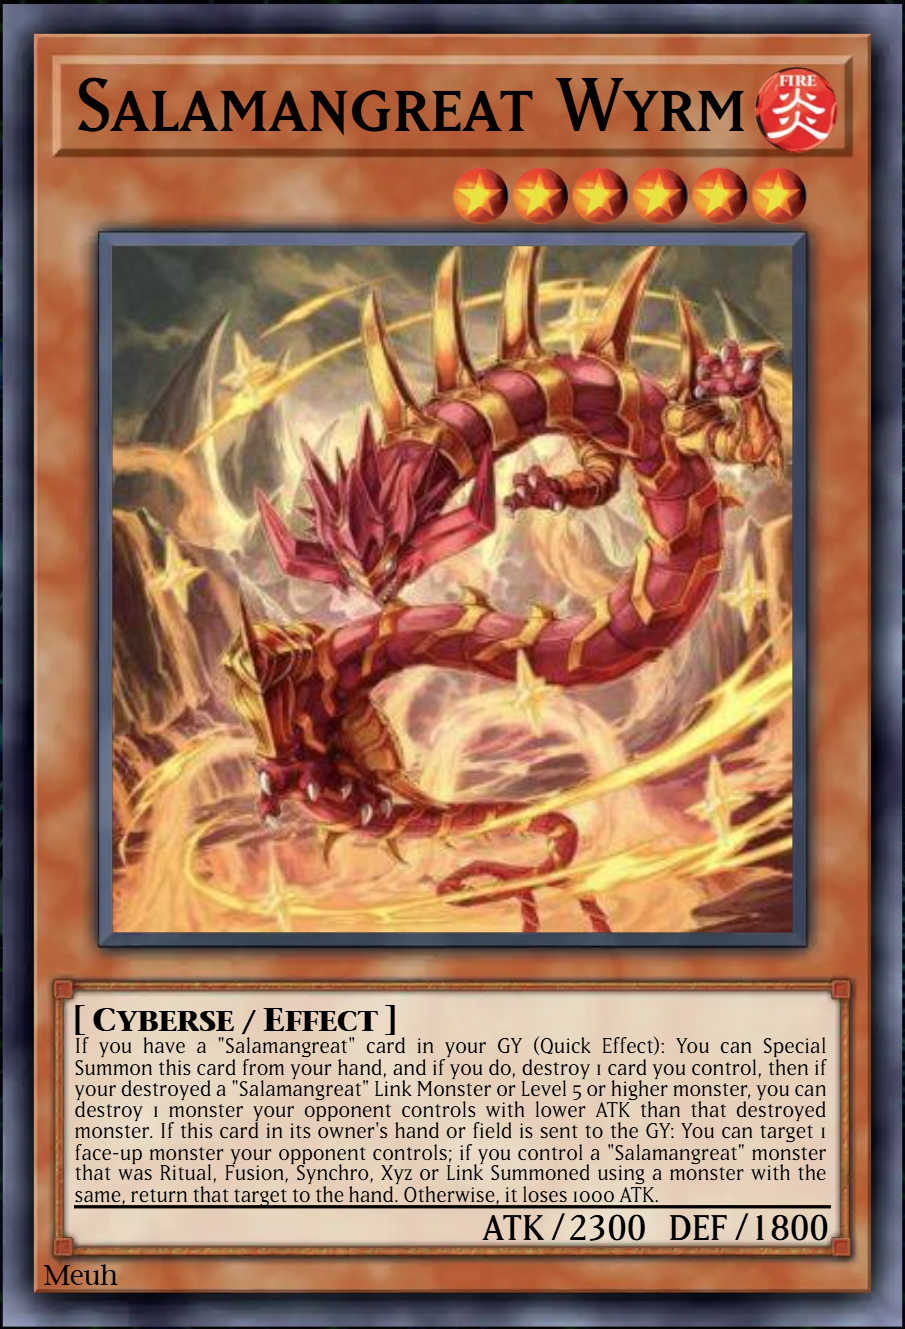 Salamangreat Wyrm
FIRE
炎
[ Cyberse / Effect ]
If you have a "Salamangreat" card in your GY (Quick Effect): You can Special
Summon this card from your hand, and if you do, destroy 1 card you control, then if
your destroyed a "Salamangreat" Link Monster or Level 5 or higher monster, you can
destroy 1 monster your opponent controls with lower ATK than that destroyed
monster. If this card in its owner's hand or field is sent to the GY: You can target 1
face-up monster your opponent controls; if you control a "Salamangreat" monster
that was Ritual, Fusion, Synchro, Xyz or Link Summoned using a monster with the
same, return that target to the hand. Otherwise, it loses 1000 ATK.
ATK / 2300 DEF / 1800
Meuh